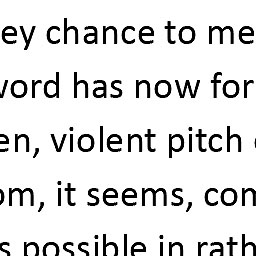 ey chance to me
word has now for
en, violent pitch
om, it seems, com
s possible in rath